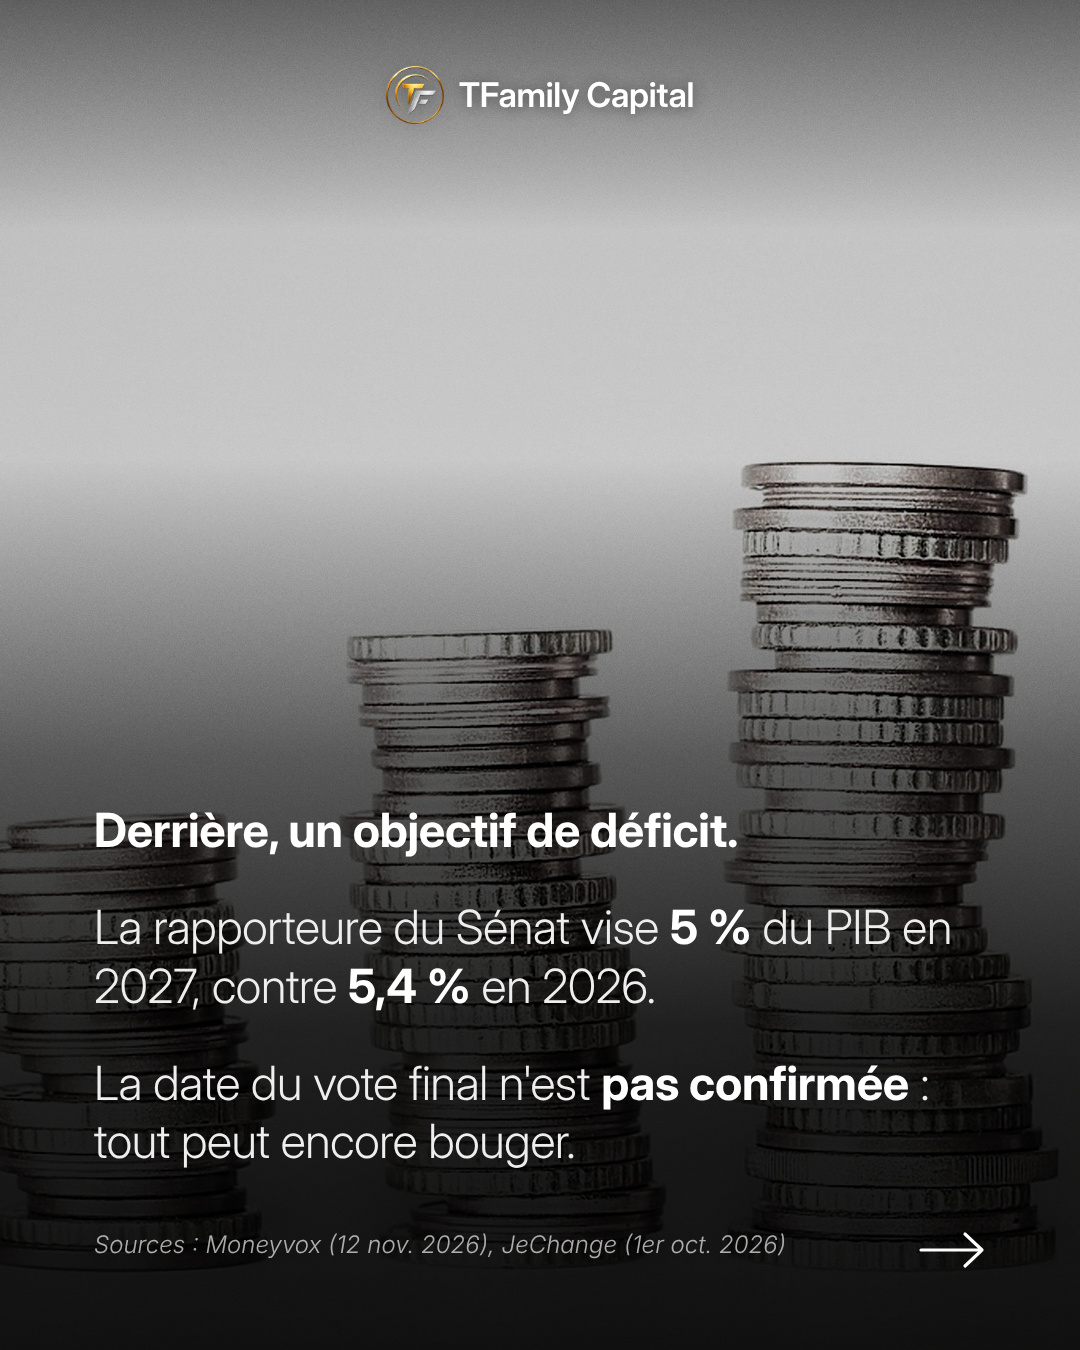 TF TFamily Capital
Derrière, un objectif de déficit.
La rapporteure du Sénat vise 5 % du PIB en
2027, contre 5,4 % en 2026.
La date du vote final n'est pas confirmée :
tout peut encore bouger.
Sources : Moneyvox (12 nov. 2026), JeChange (1er oct. 2026)